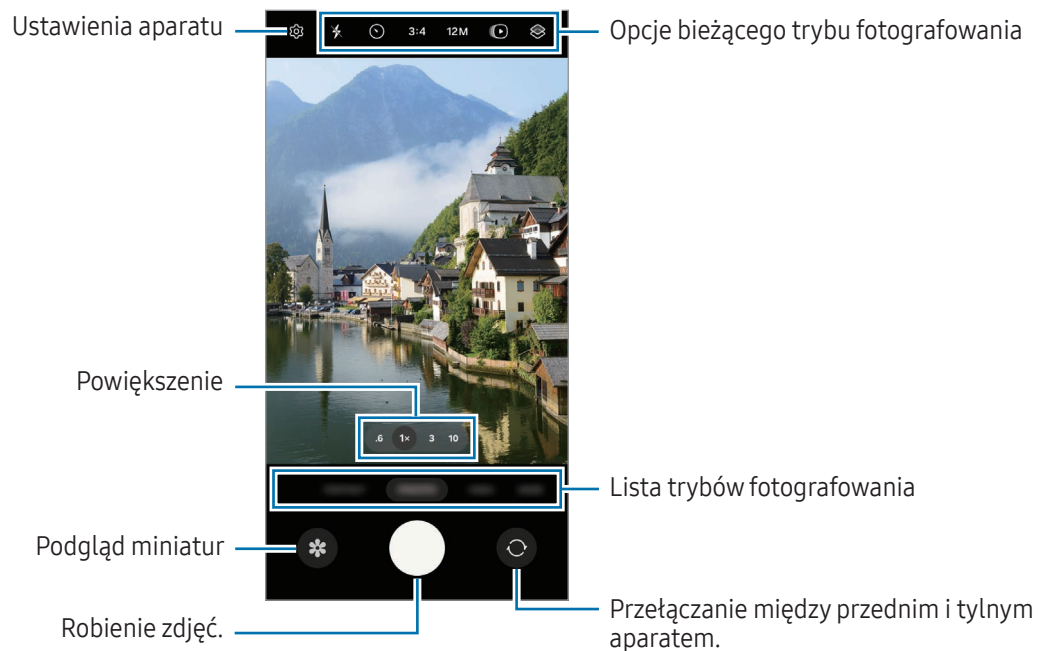 Ustawienia aparatu
3:4
12M
Opcje bieżącego trybu fotografowania
Powiększenie
.6
1×
3
10
Lista trybów fotografowania
Podgląd miniatur
Robienie zdjęć.
Przełączanie między przednim i tylnym
aparatem.